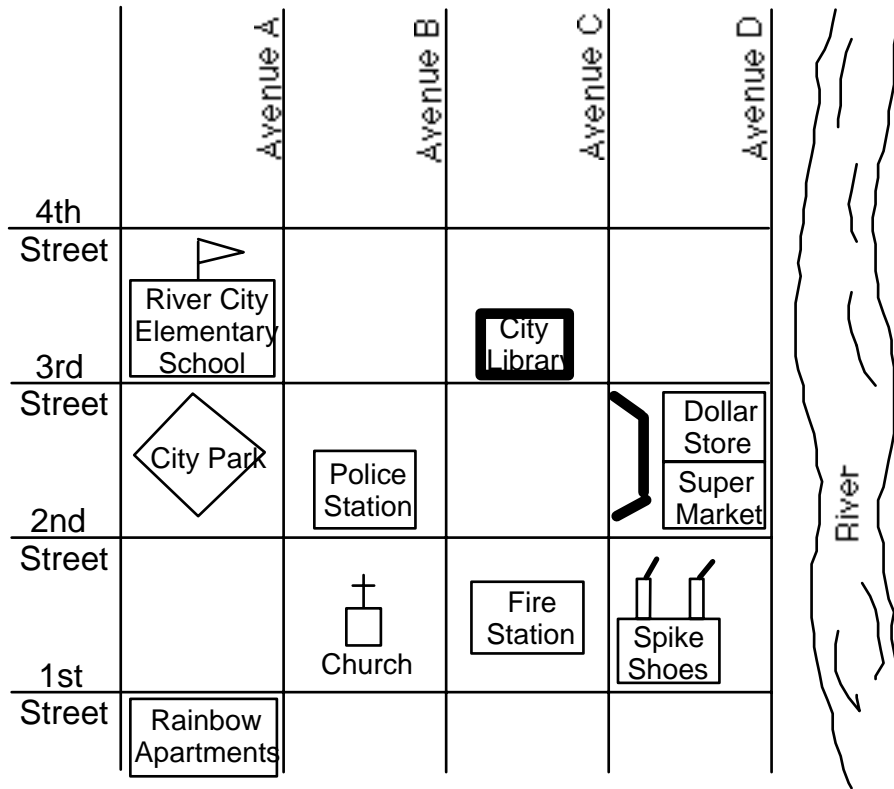 Avenue A
Avenue B
Avenue C
Avenue D
4th
Street
River City
Elementary
School
City
Library
3rd
Street
City Park
Police
Station
Dollar
Store
Super
Market
River
2nd
Street
Church
Fire
Station
Spike
Shoes
1st
Street
Rainbow
Apartments